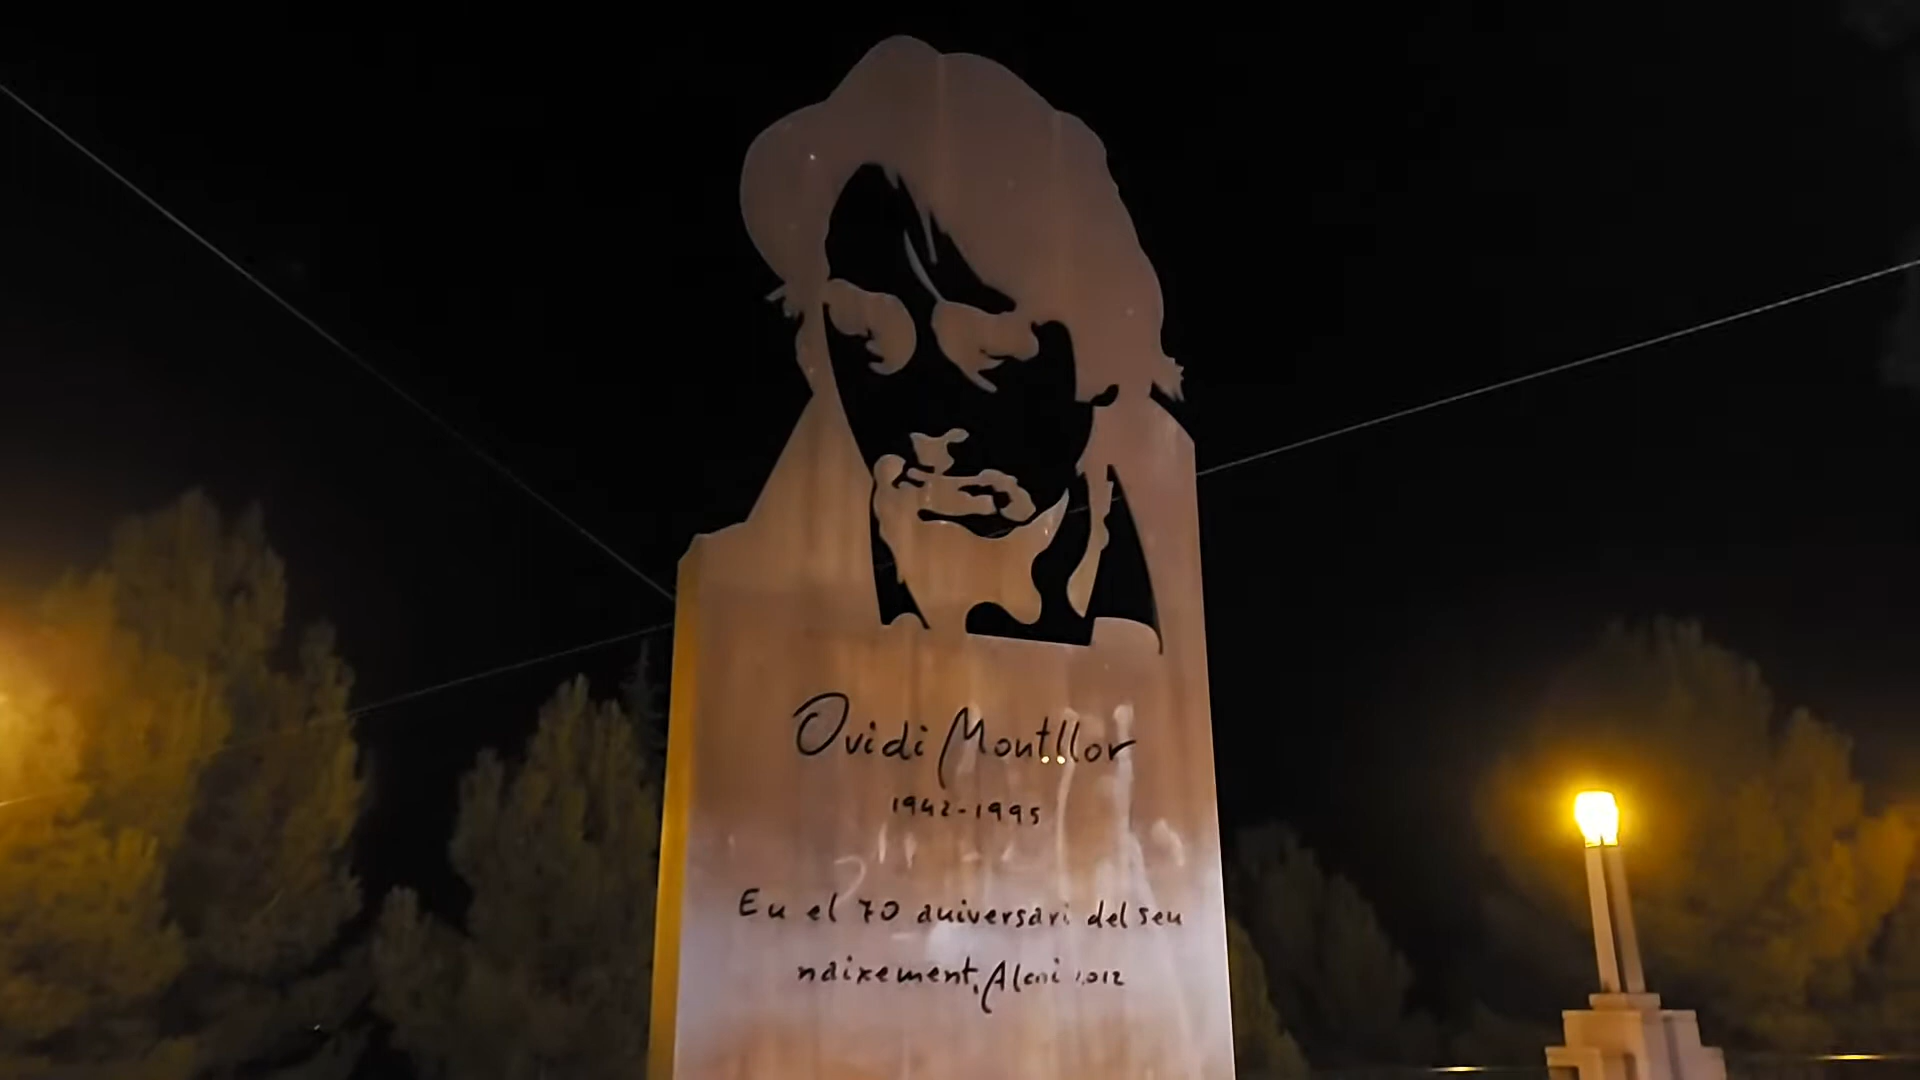 Ovidi Montllor
1942-1995
En el 70 aniversari del seu
naixement, Alcoi 2012